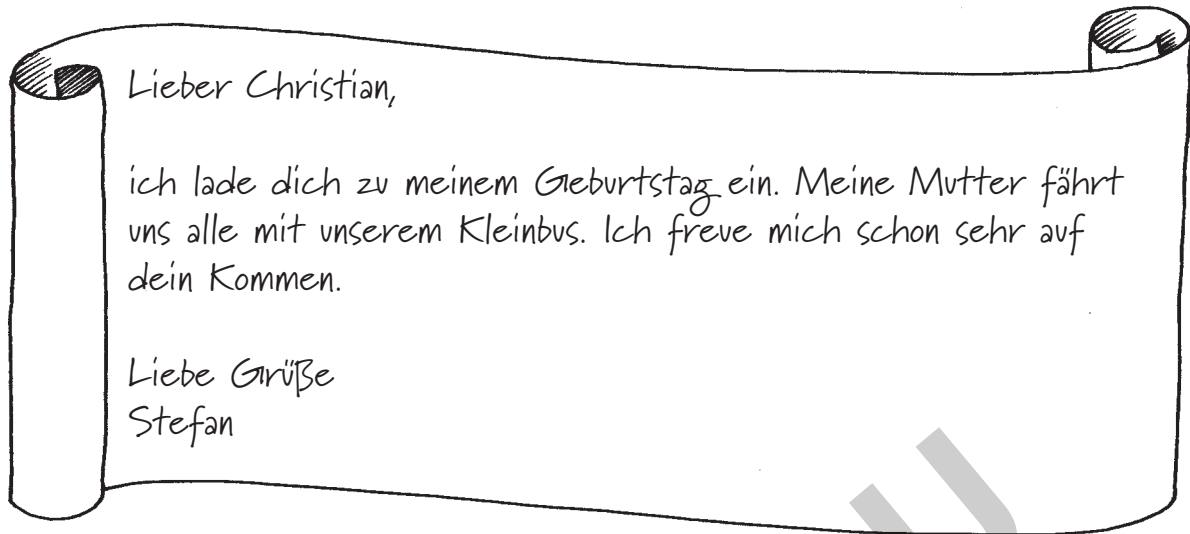 Lieber Christian,
ich lade dich zu meinem Geburtstag ein. Meine Mutter fährt
uns alle mit unserem Kleinbus. Ich freue mich schon sehr auf
dein Kommen.
Liebe Grüße
Stefan